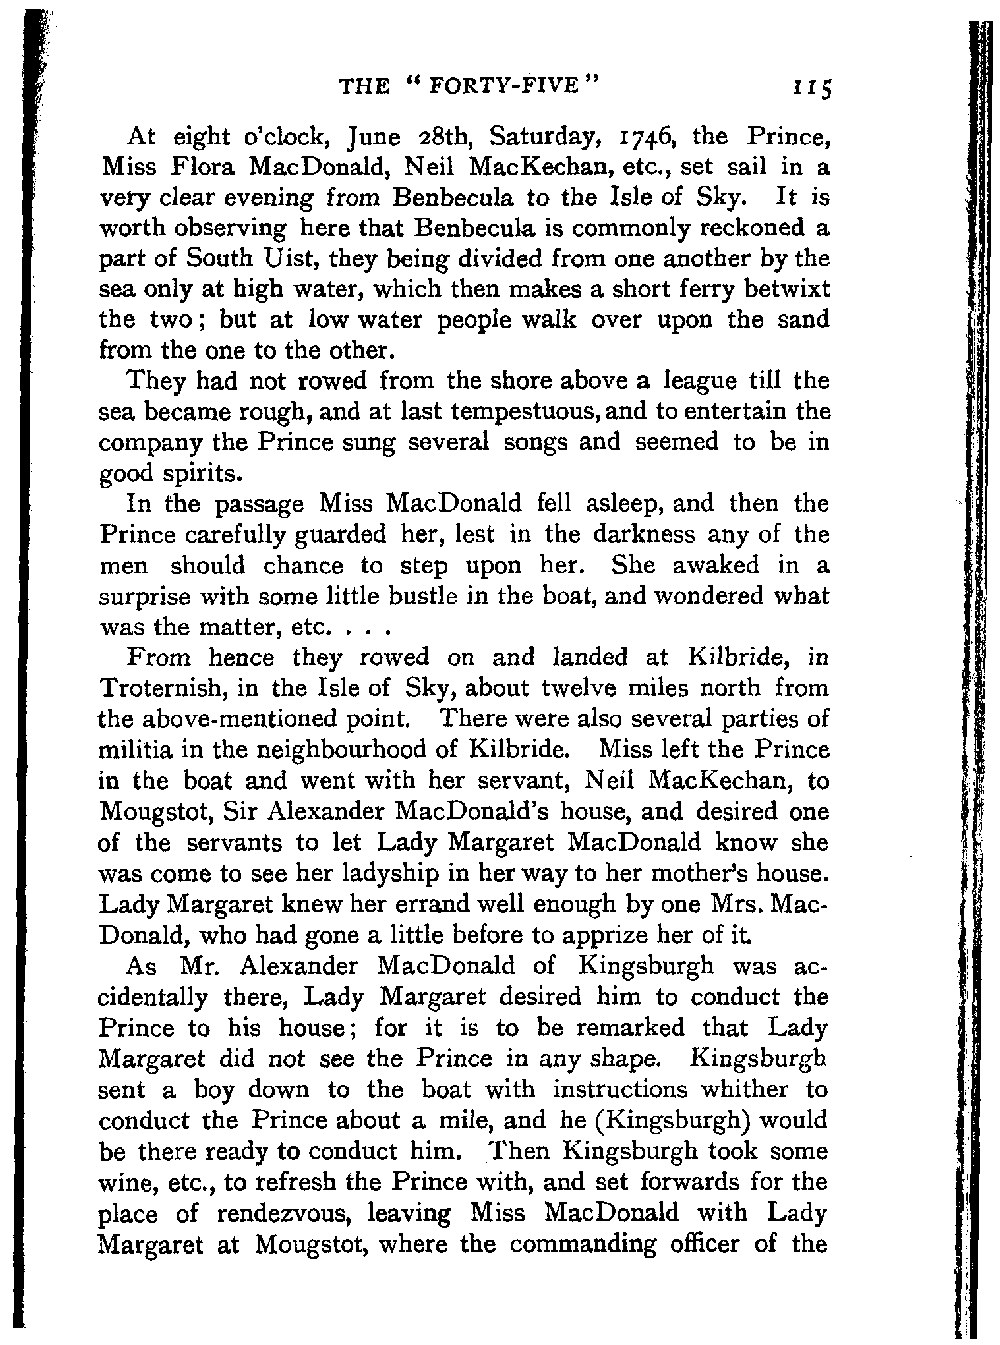 THE " FORTY-FIVE " 115
At eight o'clock, June 28th, Saturday, 1746, the Prince,
Miss Flora MacDonald, Neil MacKechan, etc., set sail in a
very clear evening from Benbecula to the Isle of Sky. It is
worth observing here that Benbecula is commonly reckoned a
part of South Uist, they being divided from one another by the
sea only at high water, which then makes a short ferry betwixt
the two; but at low water people walk over upon the sand
from the one to the other.
They had not rowed from the shore above a league till the
sea became rough, and at last tempestuous, and to entertain the
company the Prince sung several songs and seemed to be in
good spirits.
In the passage Miss MacDonald fell asleep, and then the
Prince carefully guarded her, lest in the darkness any of the
men should chance to step upon her. She awaked in a
surprise with some little bustle in the boat, and wondered what
was the matter, etc. . . .
From hence they rowed on and landed at Kilbride, in
Troternish, in the Isle of Sky, about twelve miles north from
the above-mentioned point. There were also several parties of
militia in the neighbourhood of Kilbride. Miss left the Prince
in the boat and went with her servant, Neil MacKechan, to
Mougstot, Sir Alexander MacDonald's house, and desired one
of the servants to let Lady Margaret MacDonald know she
was come to see her ladyship in her way to her mother's house.
Lady Margaret knew her errand well enough by one Mrs. Mac-
Donald, who had gone a little before to apprize her of it.
As Mr. Alexander MacDonald of Kingsburgh was ac-
cidentally there, Lady Margaret desired him to conduct the
Prince to his house; for it is to be remarked that Lady
Margaret did not see the Prince in any shape. Kingsburgh
sent a boy down to the boat with instructions whither to
conduct the Prince about a mile, and he (Kingsburgh) would
be there ready to conduct him. Then Kingsburgh took some
wine, etc., to refresh the Prince with, and set forwards for the
place of rendezvous, leaving Miss MacDonald with Lady
Margaret at Mougstot, where the commanding officer of the